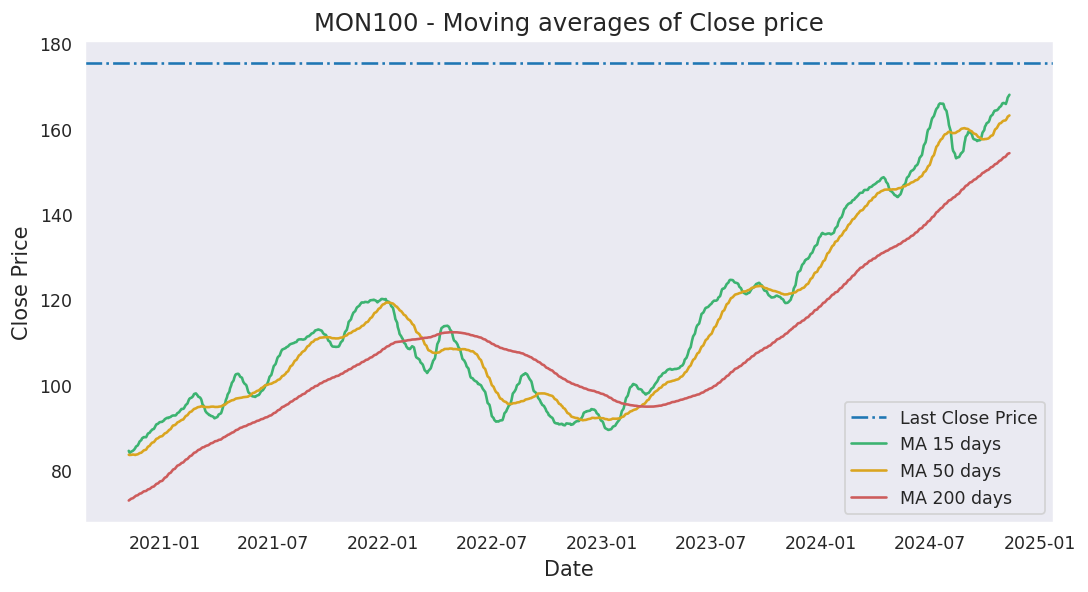 MON100 - Moving averages of Close price
Close Price
180
160
140
120
100
80
2021-01
2021-07
2022-01
2022-07
2023-01
2023-07
2024-01
2024-07
2025-01
Date
Last Close Price
MA 15 days
MA 50 days
MA 200 days